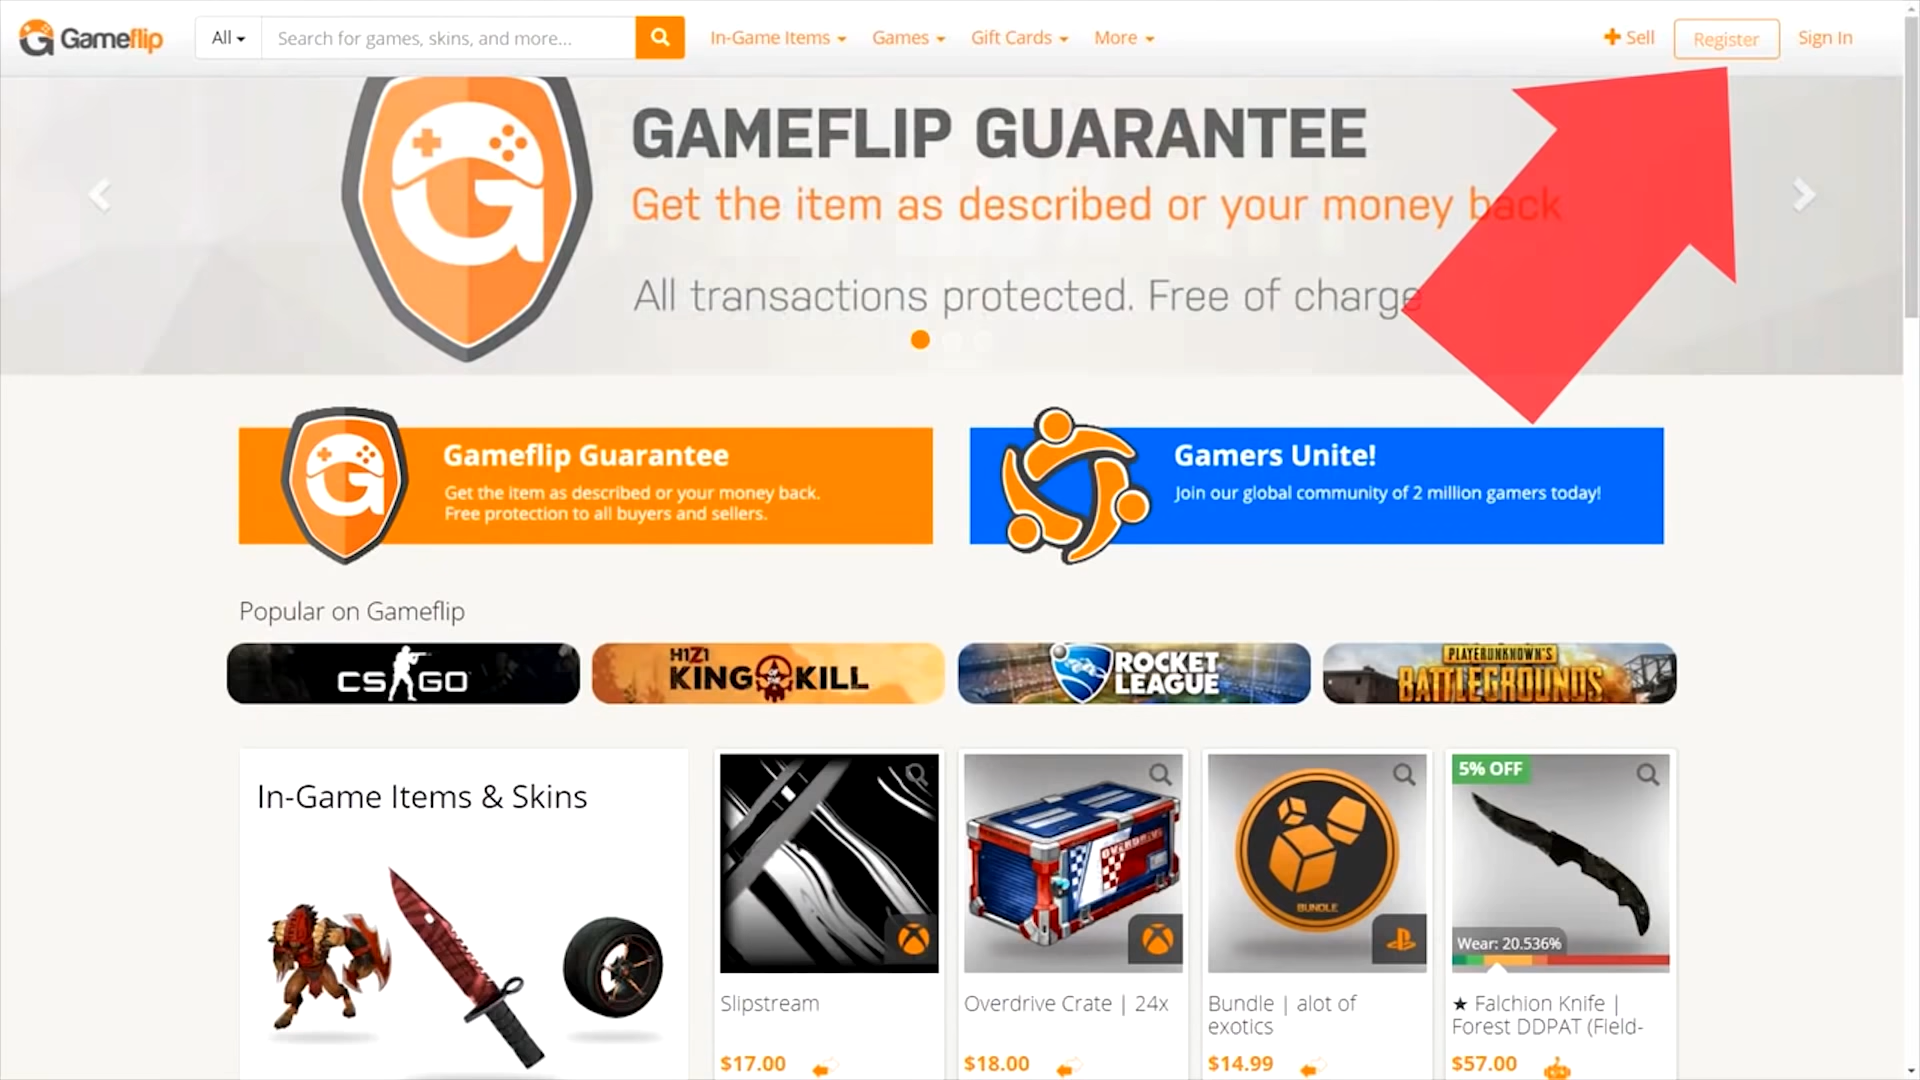 Gameflip
All
Search for games, skins, and more...
In-Game Items
Games
Gift Cards
More
Sell
Register
Sign In
GAMEFLIP GUARANTEE
Get the item as described or your money back
All transactions protected. Free of charge
Gameflip Guarantee
Get the item as described or your money back.
Free protection to all buyers and sellers.
Gamers Unite!
Join our global community of 2 million gamers today!
Popular on Gameflip
CS GO
H1Z1
KING KILL
ROCKET
LEAGUE
PLAYERUNKNOWN'S
BATTLEGROUNDS
In-Game Items & Skins
OVERDRIVE
BUNDLE
5% OFF
Wear: 20.536%
Slipstream
$17.00
Overdrive Crate | 24x
$18.00
Bundle | alot of
exotics
$14.99
★ Falchion Knife |
Forest DDPAT (Field-
$57.00